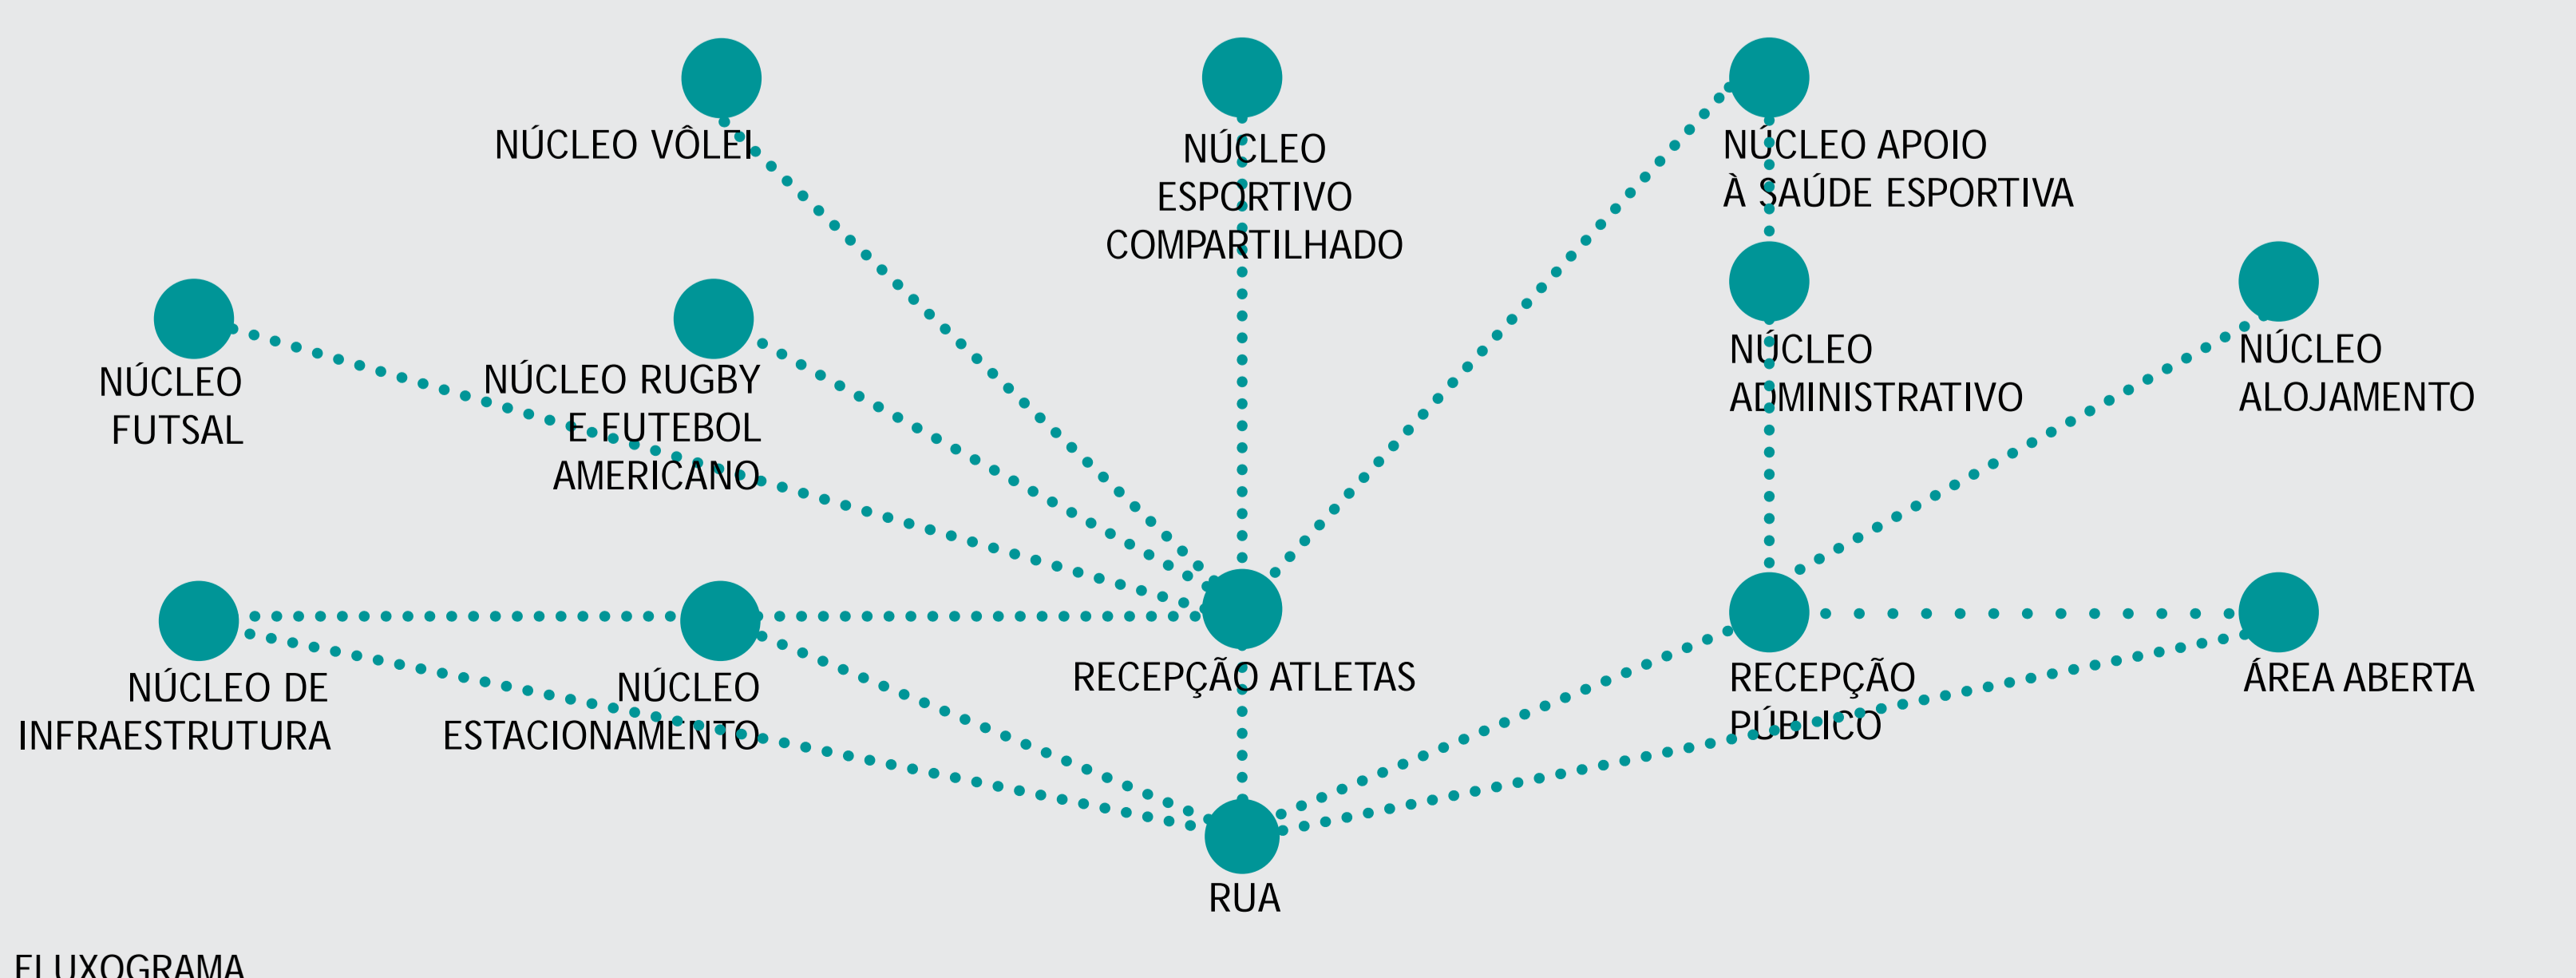 NÚCLEO VÔLEI
NÚCLEO
ESPORTIVO
COMPARTILHADO
NÚCLEO APOIO
À SAÚDE ESPORTIVA
NÚCLEO
FUTSAL
NÚCLEO RUGBY
E FUTEBOL
AMERICANO
NÚCLEO
ADMINISTRATIVO
NÚCLEO
ALOJAMENTO
NÚCLEO DE
INFRAESTRUTURA
NÚCLEO
ESTACIONAMENTO
RECEPÇÃO ATLETAS
RECEPÇÃO
PÚBLICO
ÁREA ABERTA
RUA
FLUXOGRAMA